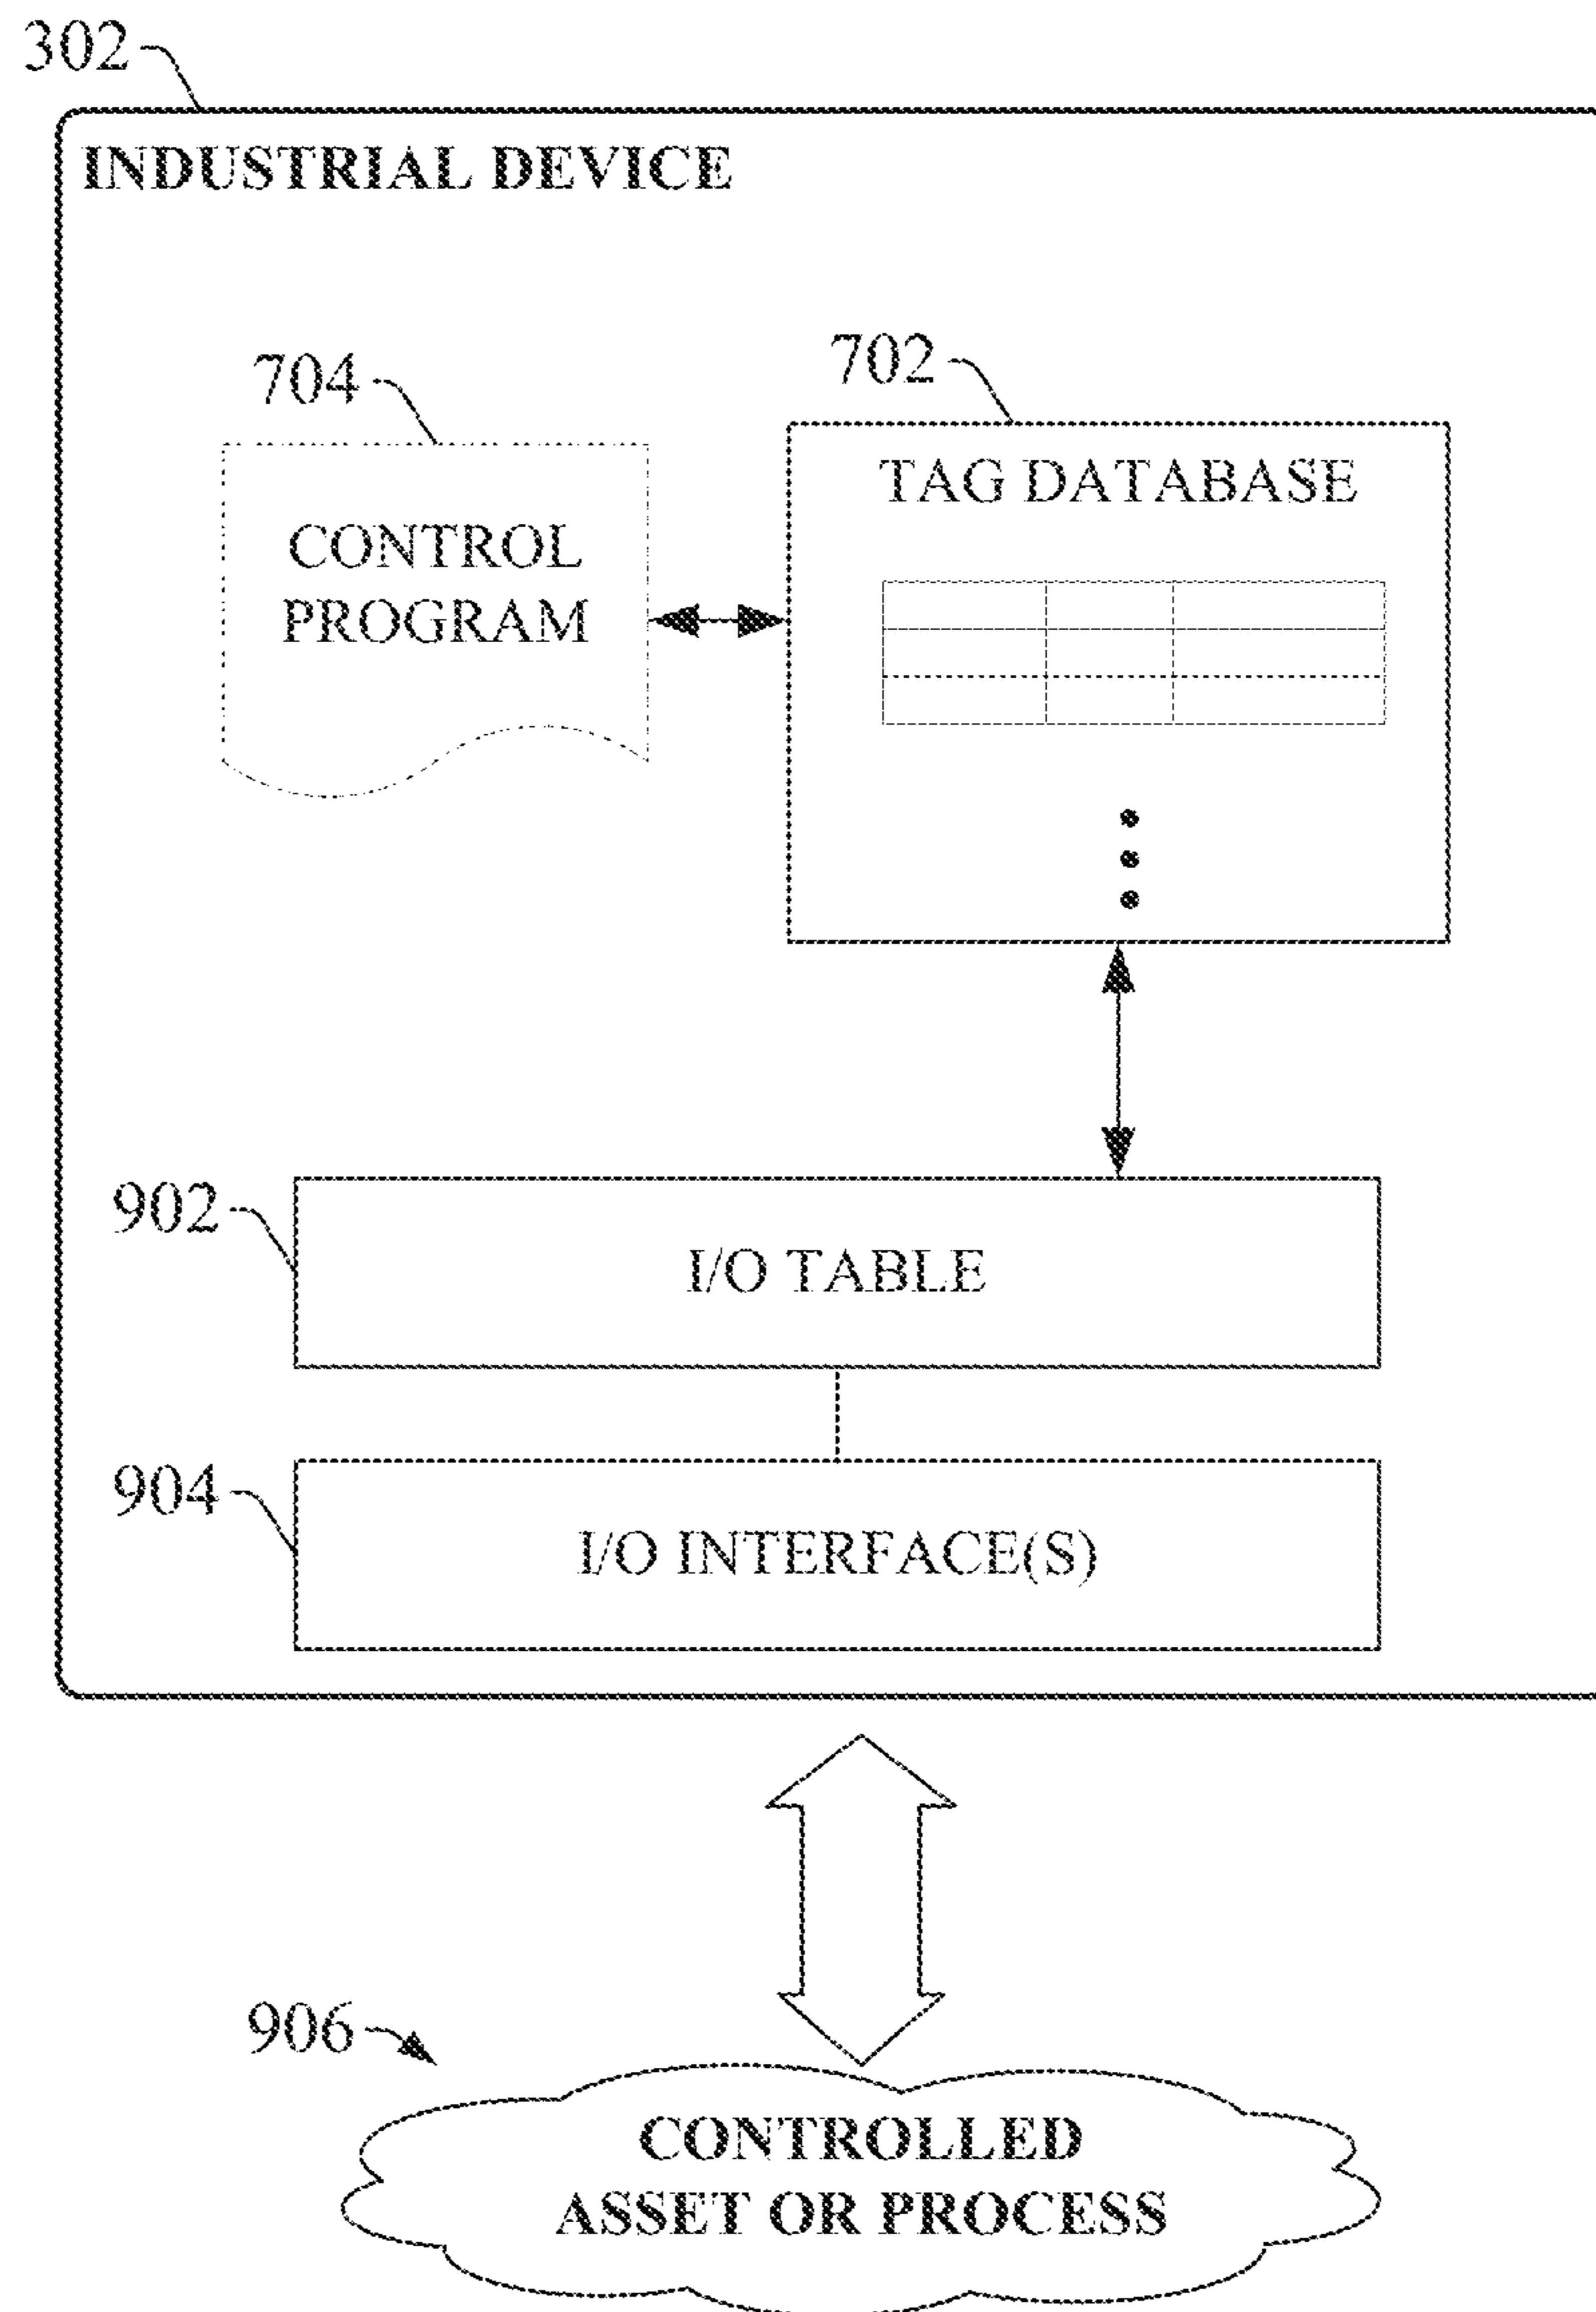 302
INDUSTRIAL DEVICE
704
702
TAG DATABASE
CONTROL
PROGRAM
902
I/O TABLE
904
I/O INTERFACE(S)
906
CONTROLLED
ASSET OR PROCESS